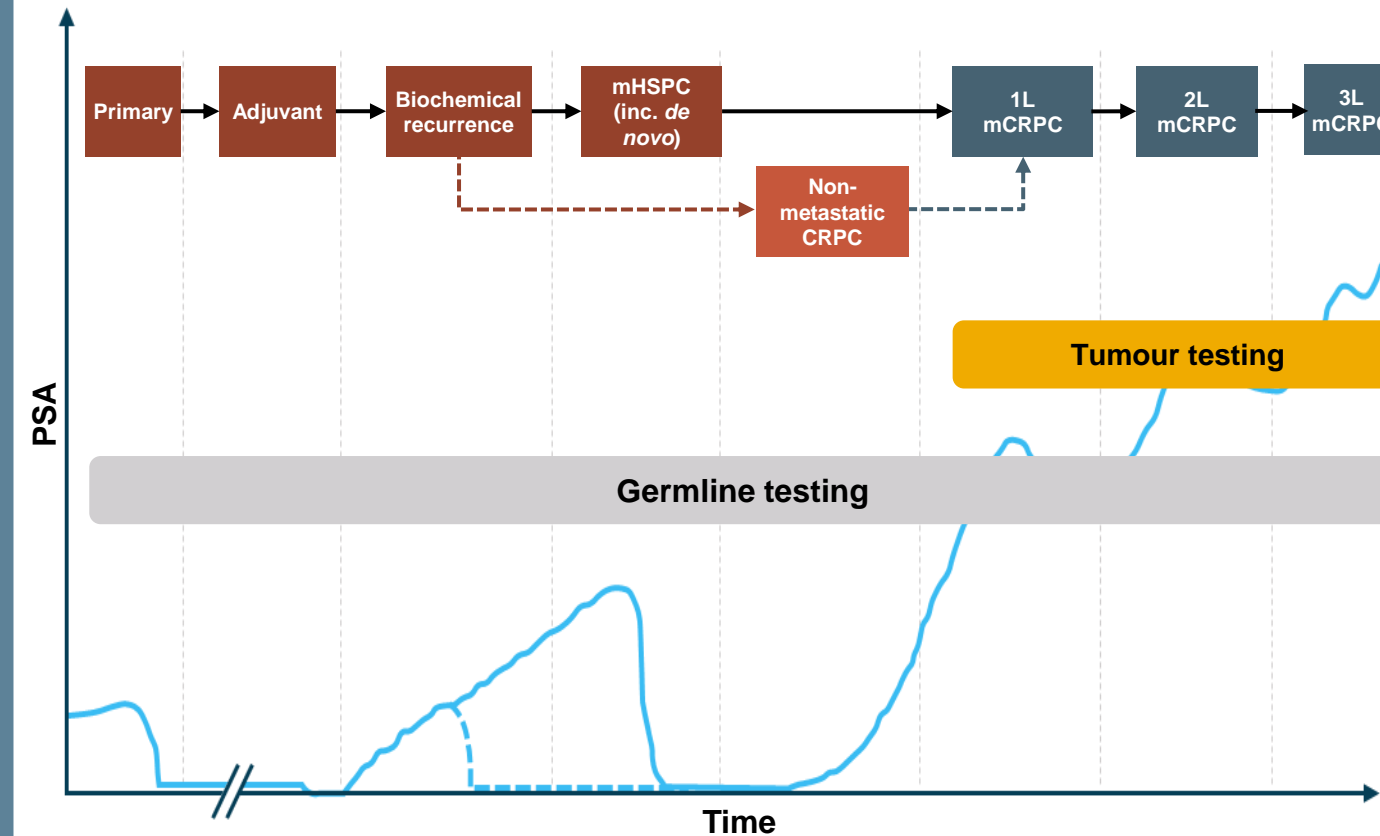 Primary
Adjuvant
Biochemical
recurrence
mHSPC
(inc. de
novo)
1L
mCRPC
2L
mCRPC
3L
mCRPC
Non-
metastatic
CRPC
Tumour testing
PSA
Germline testing
Time